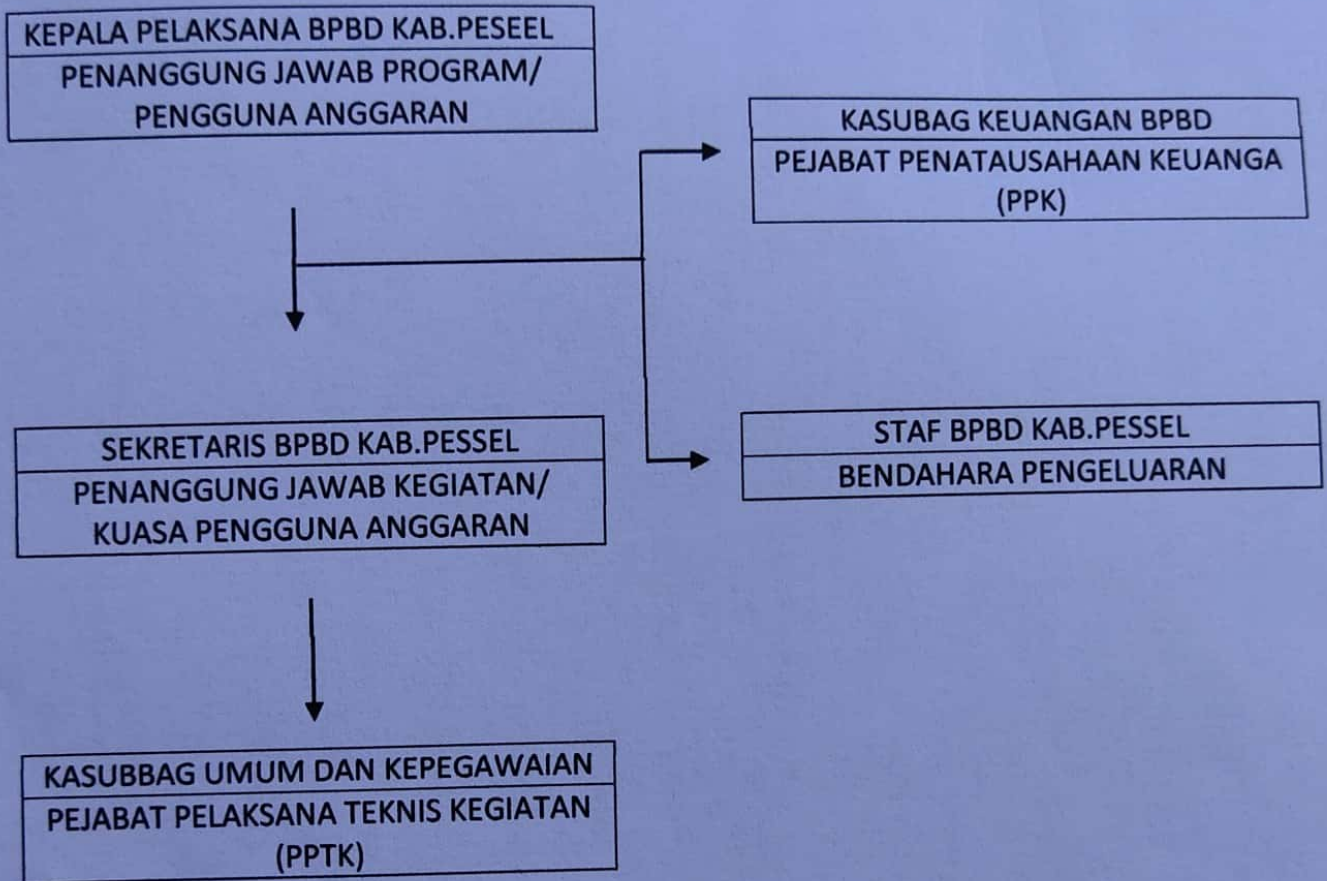 KEPALA PELAKSANA BPBD KAB.PESEEL
PENANGGUNG JAWAB PROGRAM/
PENGGUNA ANGGARAN
KASUBAG KEUANGAN BPBD
PEJABAT PENATAUSAHAAN KEUANGA
(PPK)
SEKRETARIS BPBD KAB.PESSEL
PENANGGUNG JAWAB KEGIATAN/
KUASA PENGGUNA ANGGARAN
STAF BPBD KAB.PESSEL
BENDAHARA PENGELUARAN
KASUBBAG UMUM DAN KEPEGAWAIAN
PEJABAT PELAKSANA TEKNIS KEGIATAN
(PPTK)